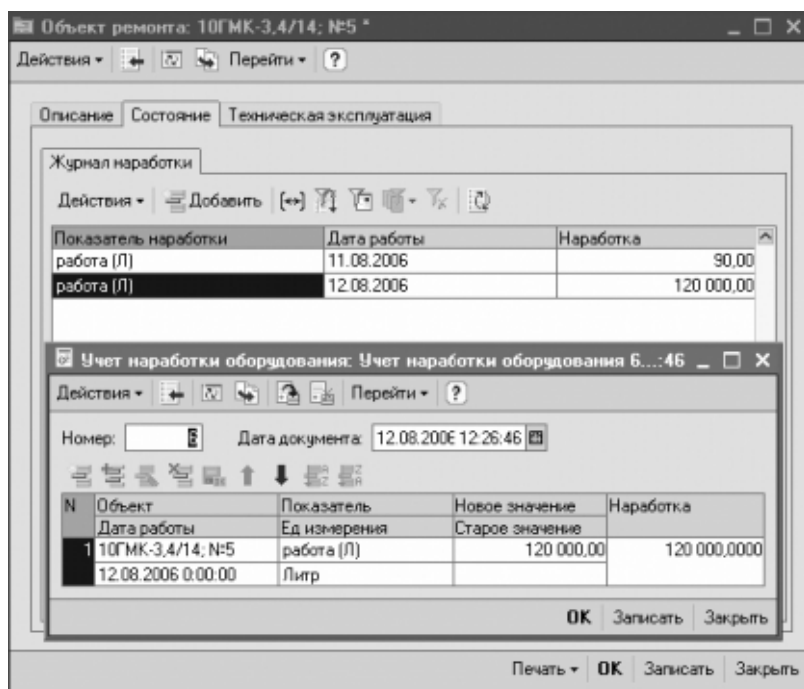 Объект ремонта: 10ГМК-3,4/14; №5 *
Действия Перейти ?
Описание Состояние Техническая эксплуатация
Журнал наработки
Действия Добавить
Показатель наработки Дата работы Наработка
работа (Л) 11.08.2006 90,00
работа (Л) 12.08.2006 120 000,00
Учет наработки оборудования: Учет наработки оборудования 6...:46
Действия Перейти ?
Номер: Дата документа: 12.08.2006 12:26:46
N Объект Показатель Новое значение Наработка
Дата работы Ед измерения Старое значение
1 10ГМК-3,4/14; №5 работа (Л) 120 000,00 120 000,0000
12.08.2006 0:00:00 Литр
OK Записать Закрыть
Печать OK Записать Закрыть